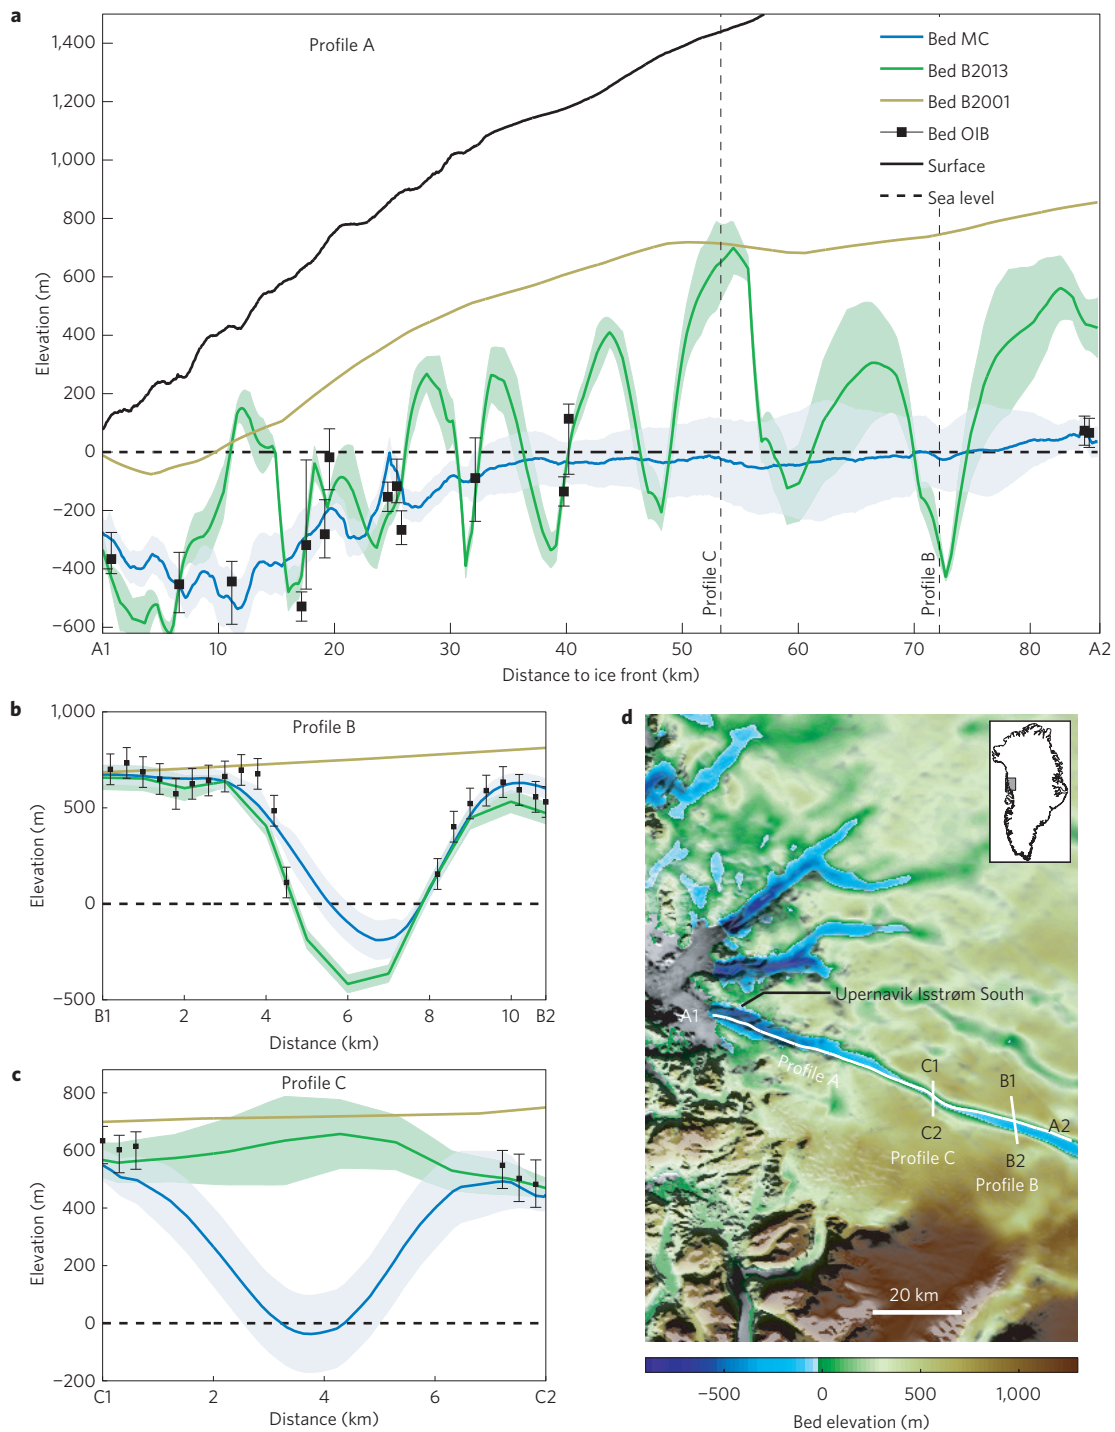 a
Profile A
Bed MC
Bed B2013
Bed B2001
Bed OIB
Surface
Sea level
1,400
1,200
1,000
800
600
400
200
0
−200
−400
−600
Elevation (m)
Profile C
Profile B
A1 10 20 30 40 50 60 70 80 A2
Distance to ice front (km)
b
Profile B
1,000
500
0
−500
Elevation (m)
B1 2 4 6 8 10 B2
Distance (km)
c
Profile C
800
600
400
200
0
−200
Elevation (m)
C1 2 4 6 C2
Distance (km)
d
Upernavik Isstrøm South
A1
Profile A
C1
B1
A2
C2
B2
Profile C
Profile B
20 km
−500 0 500 1,000
Bed elevation (m)